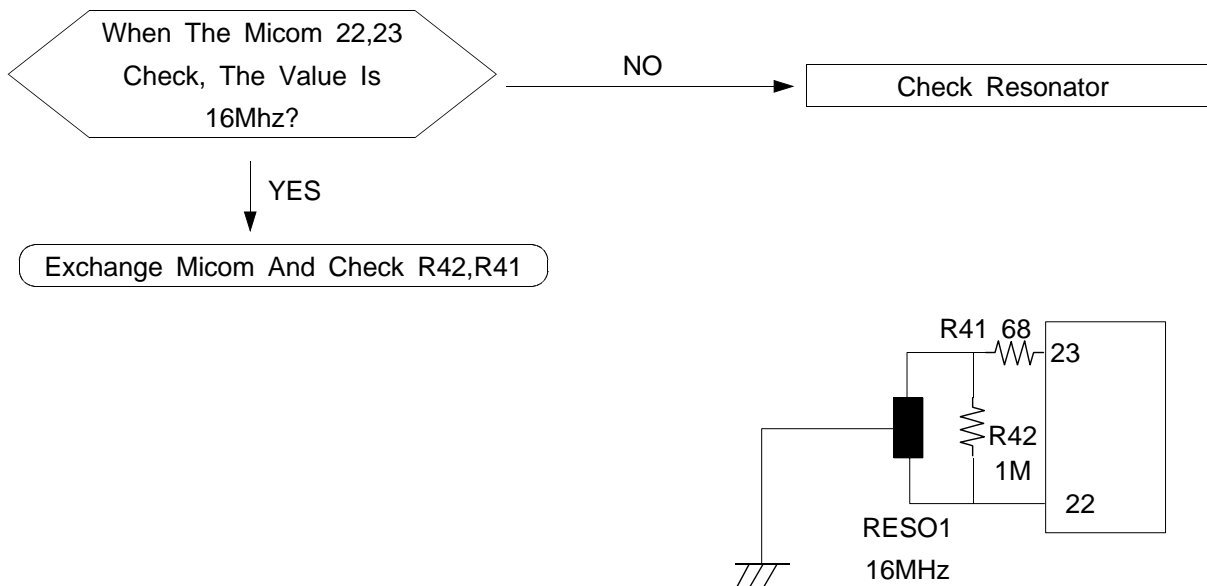 When The Micom 22,23
Check, The Value Is
16Mhz?
NO
Check Resonator
YES
Exchange Micom And Check R42,R41
R41 68
23
R42
1M
22
RESO1
16MHz